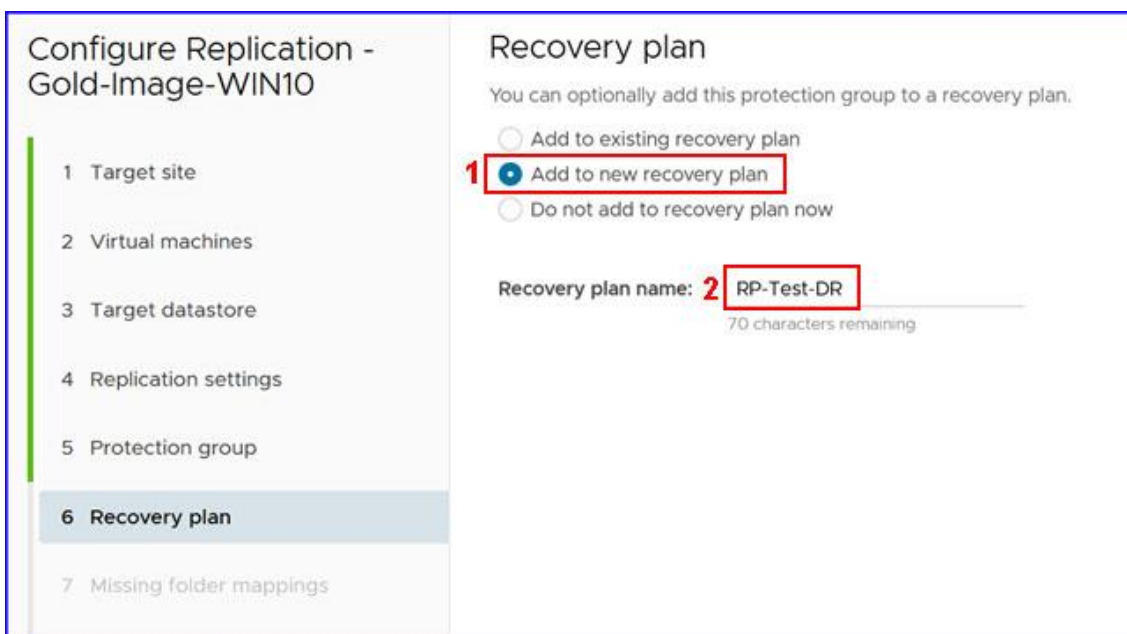 Configure Replication -
Gold-Image-WIN10
1 Target site
2 Virtual machines
3 Target datastore
4 Replication settings
5 Protection group
6 Recovery plan
7 Missing folder mappings
Recovery plan
You can optionally add this protection group to a recovery plan.
Add to existing recovery plan
1 Add to new recovery plan
Do not add to recovery plan now
Recovery plan name: 2 RP-Test-DR
70 characters remaining